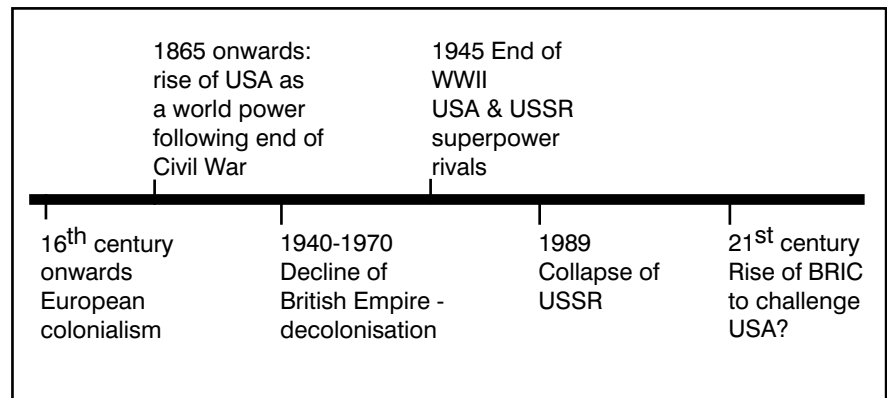 1865 onwards:
rise of USA as
a world power
following end of
Civil War
1945 End of
WWII
USA & USSR
superpower
rivals
16th century
onwards
European
colonialism
1940-1970
Decline of
British Empire -
decolonisation
1989
Collapse of
USSR
21st century
Rise of BRIC
to challenge
USA?